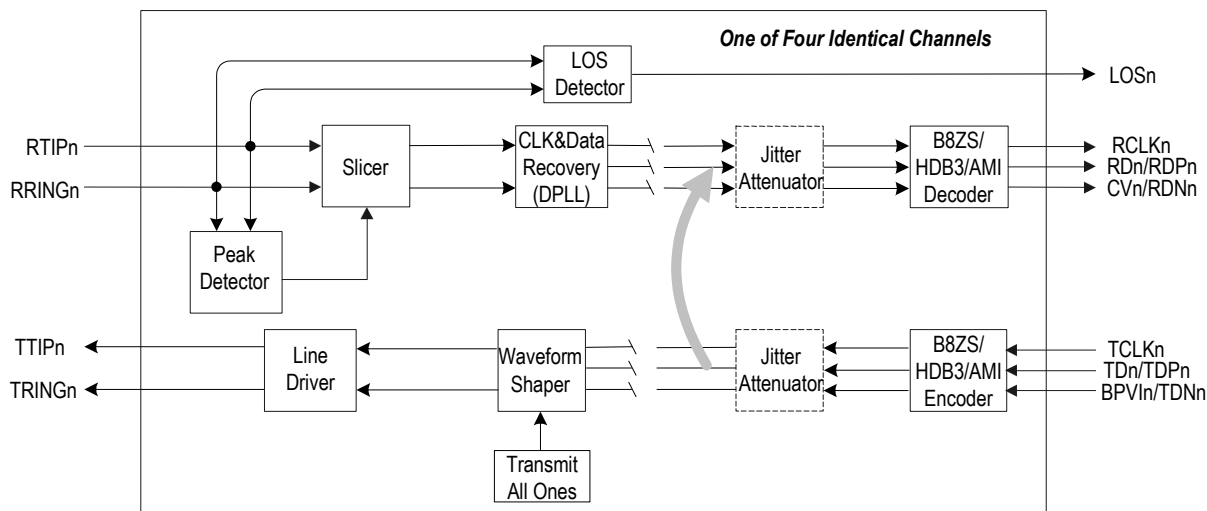 One of Four Identical Channels
LOS
Detector
LOSn
RTIPn
RRINGn
Slicer
CLK&Data
Recovery
(DPLL)
Jitter
Attenuator
B8ZS/
HDB3/AMI
Decoder
RCLKn
RDn/RDPn
CVn/RDNn
Peak
Detector
TTIPn
TRINGn
Line
Driver
Waveform
Shaper
Jitter
Attenuator
B8ZS/
HDB3/AMI
Encoder
TCLKn
TDn/TDPn
BPVIn/TDNn
Transmit
All Ones